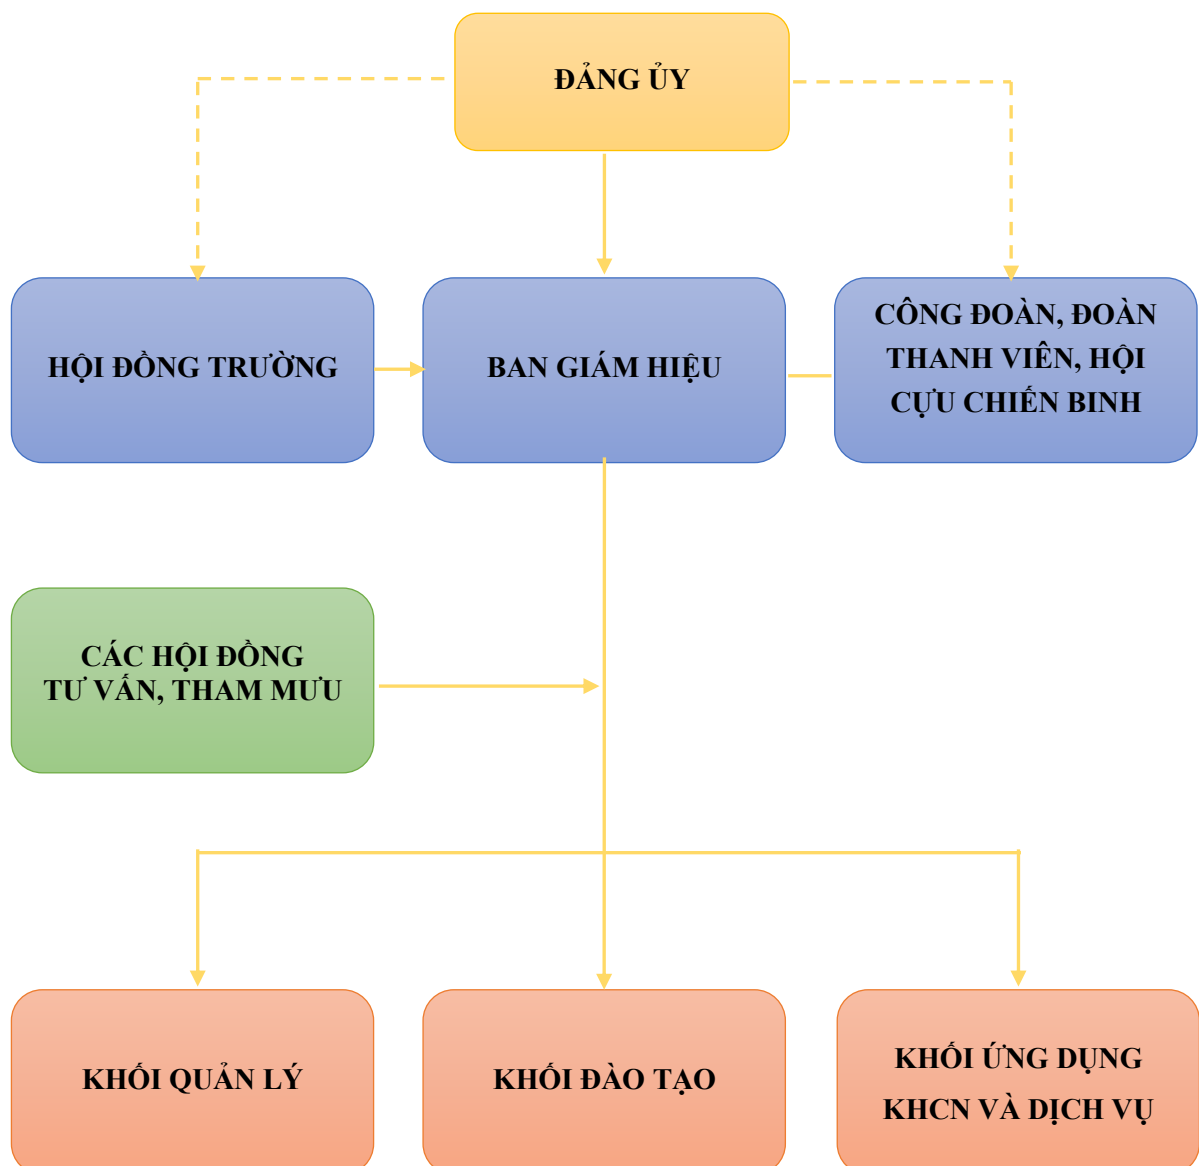 ĐẢNG ỦY
HỘI ĐỒNG TRƯỜNG
BAN GIÁM HIỆU
CÔNG ĐOÀN, ĐOÀN
THANH VIÊN, HỘI
CỰU CHIẾN BINH
CÁC HỘI ĐỒNG
TƯ VẤN, THAM MƯU
KHỐI QUẢN LÝ
KHỐI ĐÀO TẠO
KHỐI ỨNG DỤNG
KHCN VÀ DỊCH VỤ